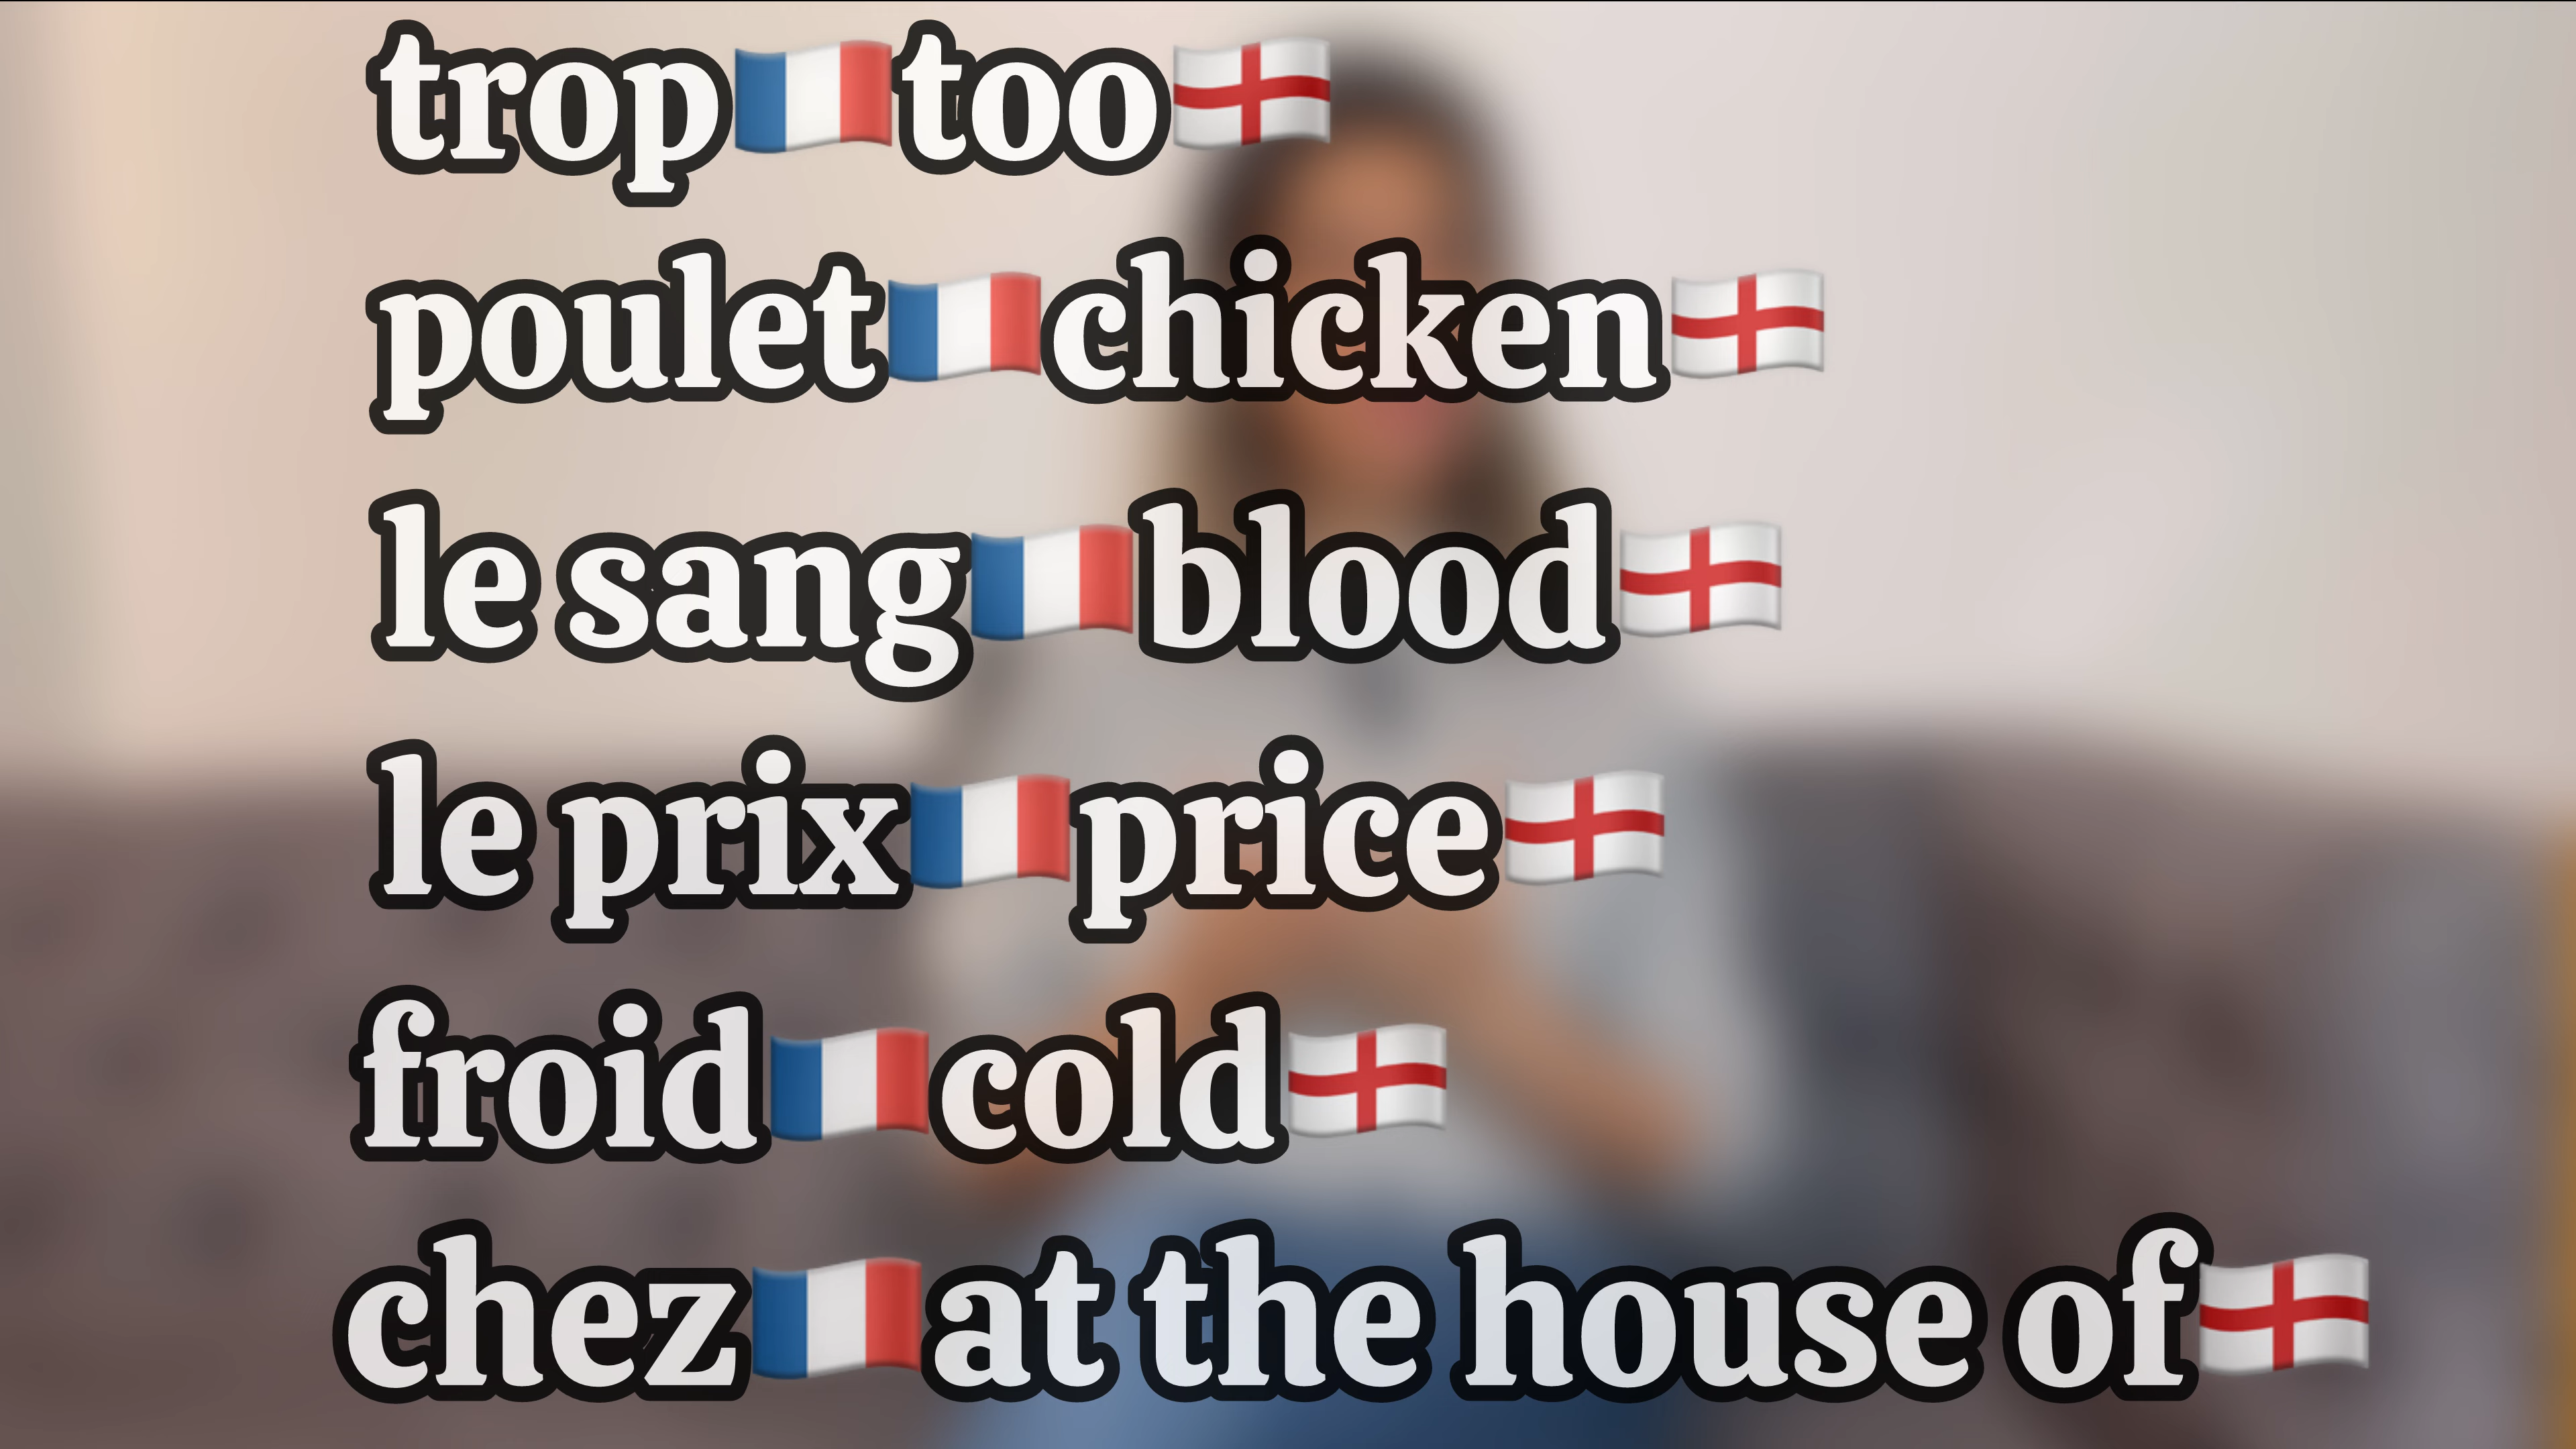 trop🇫🇷too🏴󠁧󠁢󠁥󠁮󠁧󠁿
poulet🇫🇷chicken🏴󠁧󠁢󠁥󠁮󠁧󠁿
le sang🇫🇷blood🏴󠁧󠁢󠁥󠁮󠁧󠁿
le prix🇫🇷price🏴󠁧󠁢󠁥󠁮󠁧󠁿
froid🇫🇷cold🏴󠁧󠁢󠁥󠁮󠁧󠁿
chez🇫🇷at the house of🏴󠁧󠁢󠁥󠁮󠁧󠁿